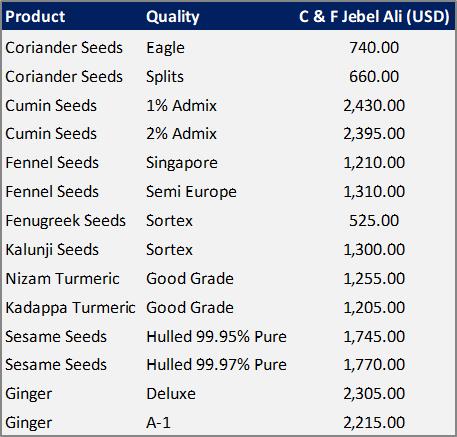 Product Quality C & F Jebel Ali (USD)
Coriander Seeds Eagle 740.00
Coriander Seeds Splits 660.00
Cumin Seeds 1% Admix 2,430.00
Cumin Seeds 2% Admix 2,395.00
Fennel Seeds Singapore 1,210.00
Fennel Seeds Semi Europe 1,310.00
Fenugreek Seeds Sortex 525.00
Kalunji Seeds Sortex 1,300.00
Nizam Turmeric Good Grade 1,255.00
Kadappa Turmeric Good Grade 1,205.00
Sesame Seeds Hulled 99.95% Pure 1,745.00
Sesame Seeds Hulled 99.97% Pure 1,770.00
Ginger Deluxe 2,305.00
Ginger A-1 2,215.00